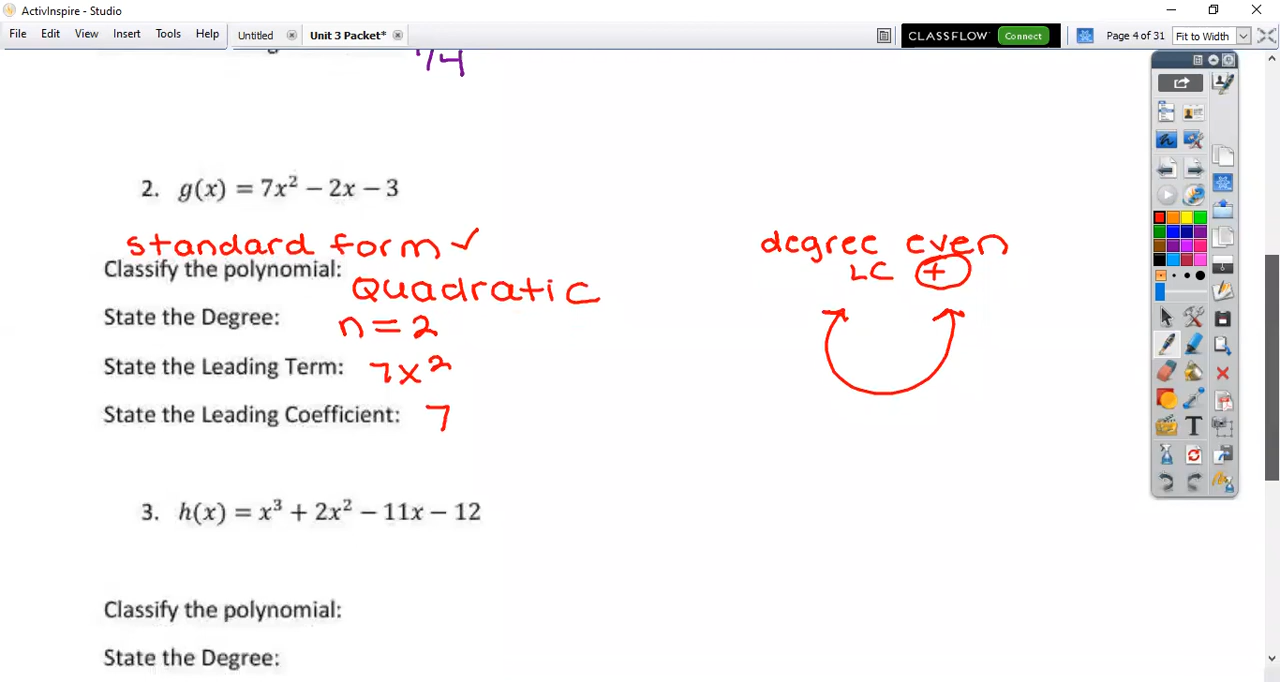 ActivInspire - Studio
File Edit View Insert Tools Help Untitled Unit 3 Packet* CLASSFLOW Connect Page 4 of 31 Fit to Width
1/4
2. g(x) = 7x² − 2x − 3
standard form ✓ degree even
Classify the polynomial: LC +
Quadratic
State the Degree: n = 2
State the Leading Term: 7x²
State the Leading Coefficient: 7
3. h(x) = x³ + 2x² − 11x − 12
Classify the polynomial:
State the Degree: